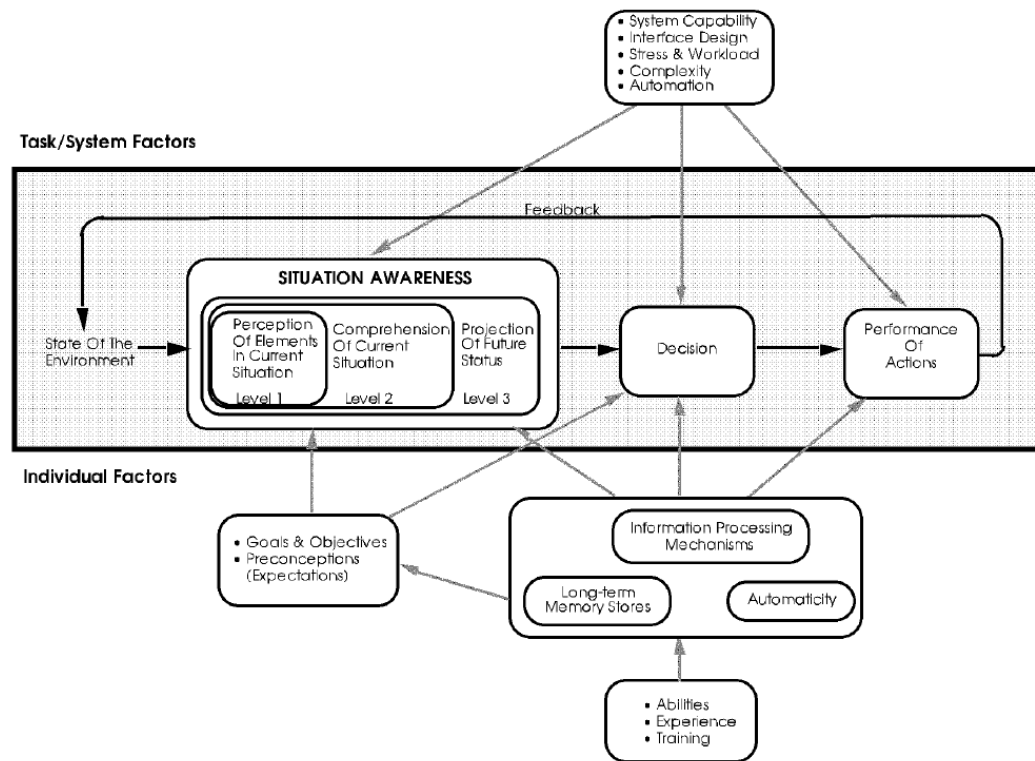 • System Capability
• Interface Design
• Stress & Workload
• Complexity
• Automation
Task/System Factors
Feedback
SITUATION AWARENESS
Perception
Of Elements
In Current
Situation
Level 1
Comprehension
Of Current
Situation
Level 2
Projection
Of Future
Status
Level 3
State Of The
Environment
Decision
Performance
Of
Actions
Individual Factors
• Goals & Objectives
• Preconceptions
(Expectations)
Information Processing
Mechanisms
Long-term
Memory Stores
Automaticity
• Abilities
• Experience
• Training